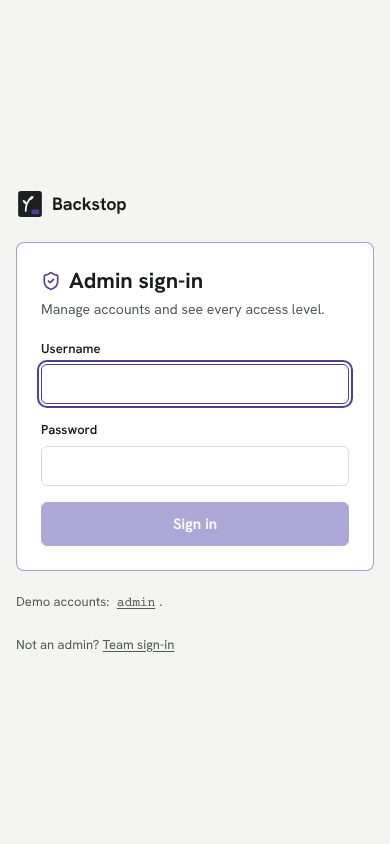 Backstop
Admin sign-in
Manage accounts and see every access level.
Username
Password
Sign in
Demo accounts: admin .
Not an admin? Team sign-in